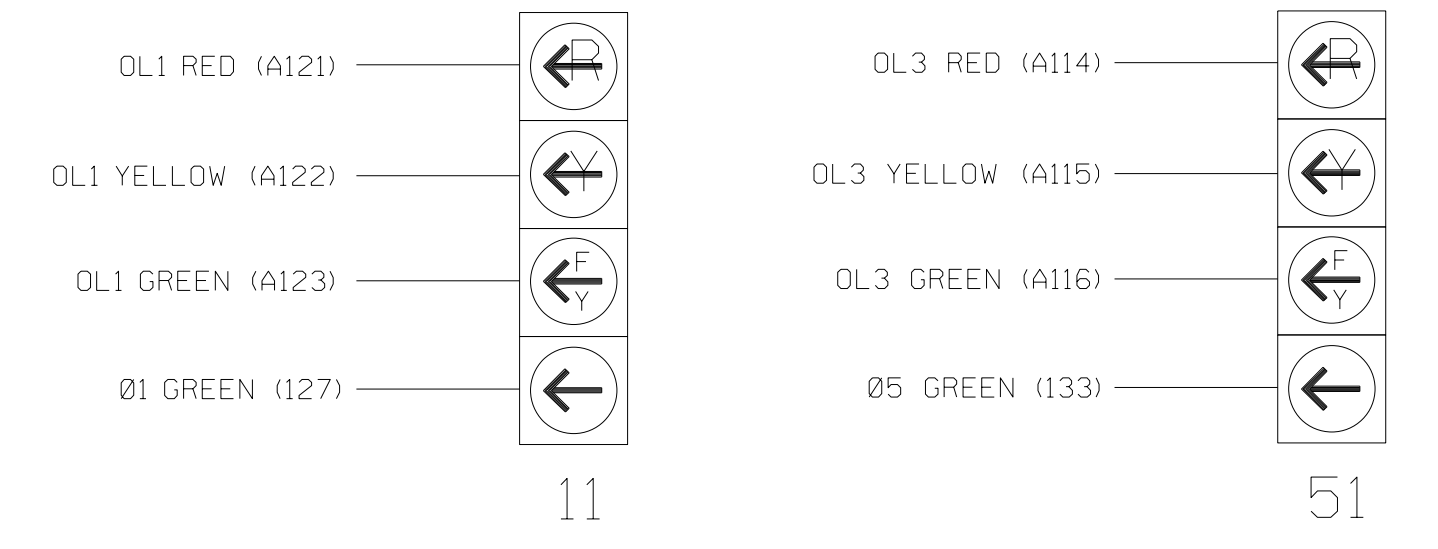 OL1 RED (A121)
R
OL3 RED (A114)
R
OL1 YELLOW (A122)
Y
OL3 YELLOW (A115)
Y
OL1 GREEN (A123)
F
Y
OL3 GREEN (A116)
F
Y
Ø1 GREEN (127)
Ø5 GREEN (133)
11
51